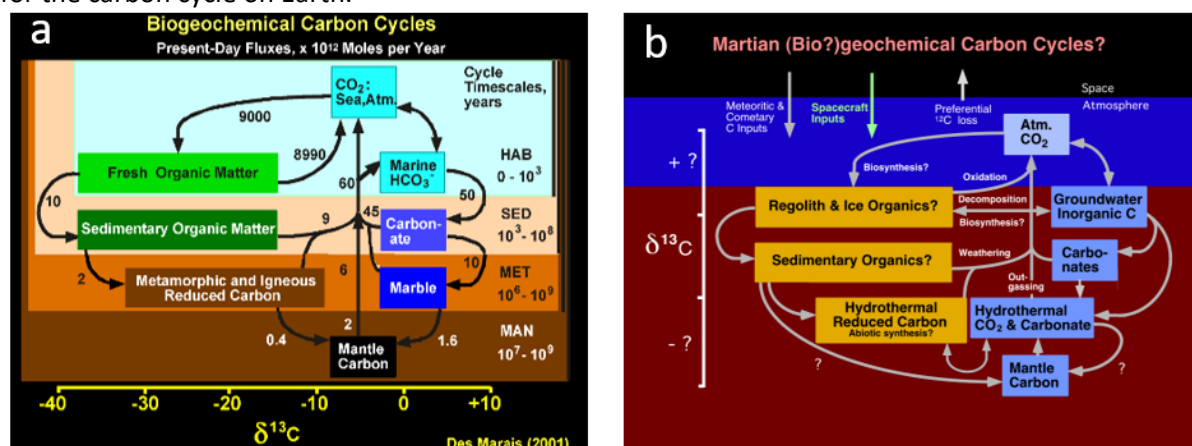 for the carbon cycle on Earth.
a
Biogeochemical Carbon Cycles
Present-Day Fluxes, x 10¹² Moles per Year
CO₂:
Sea,Atm.
Cycle
Timescales,
years
9000
Fresh Organic Matter
8990
60
Marine
HCO₃⁻
HAB
0 - 10³
10
50
Sedimentary Organic Matter
9
45
Carbon-
ate
SED
10³ - 10⁸
2
Metamorphic and Igneous
Reduced Carbon
6
10
Marble
MET
10⁶ - 10⁹
0.4
2
1.6
Mantle
Carbon
MAN
10⁷ - 10⁹
-40
-30
-20
-10
0
+10
δ¹³C
Des Marais (2001)
b
Martian (Bio?)geochemical Carbon Cycles?
Meteoritic &
Cometary
C Inputs
Spacecraft
Inputs
Preferential
¹²C loss
Space
Atmosphere
Atm.
CO₂
+ ?
Biosynthesis?
Oxidation
Regolith & Ice Organics?
Decomposition
Biosynthesis?
Groundwater
Inorganic C
δ¹³C
Sedimentary Organics?
Weathering
Carbo-
nates
Out-
gassing
Hydrothermal
Reduced Carbon
Abiotic synthesis?
Hydrothermal
CO₂ & Carbonate
- ?
?
Mantle
Carbon
?